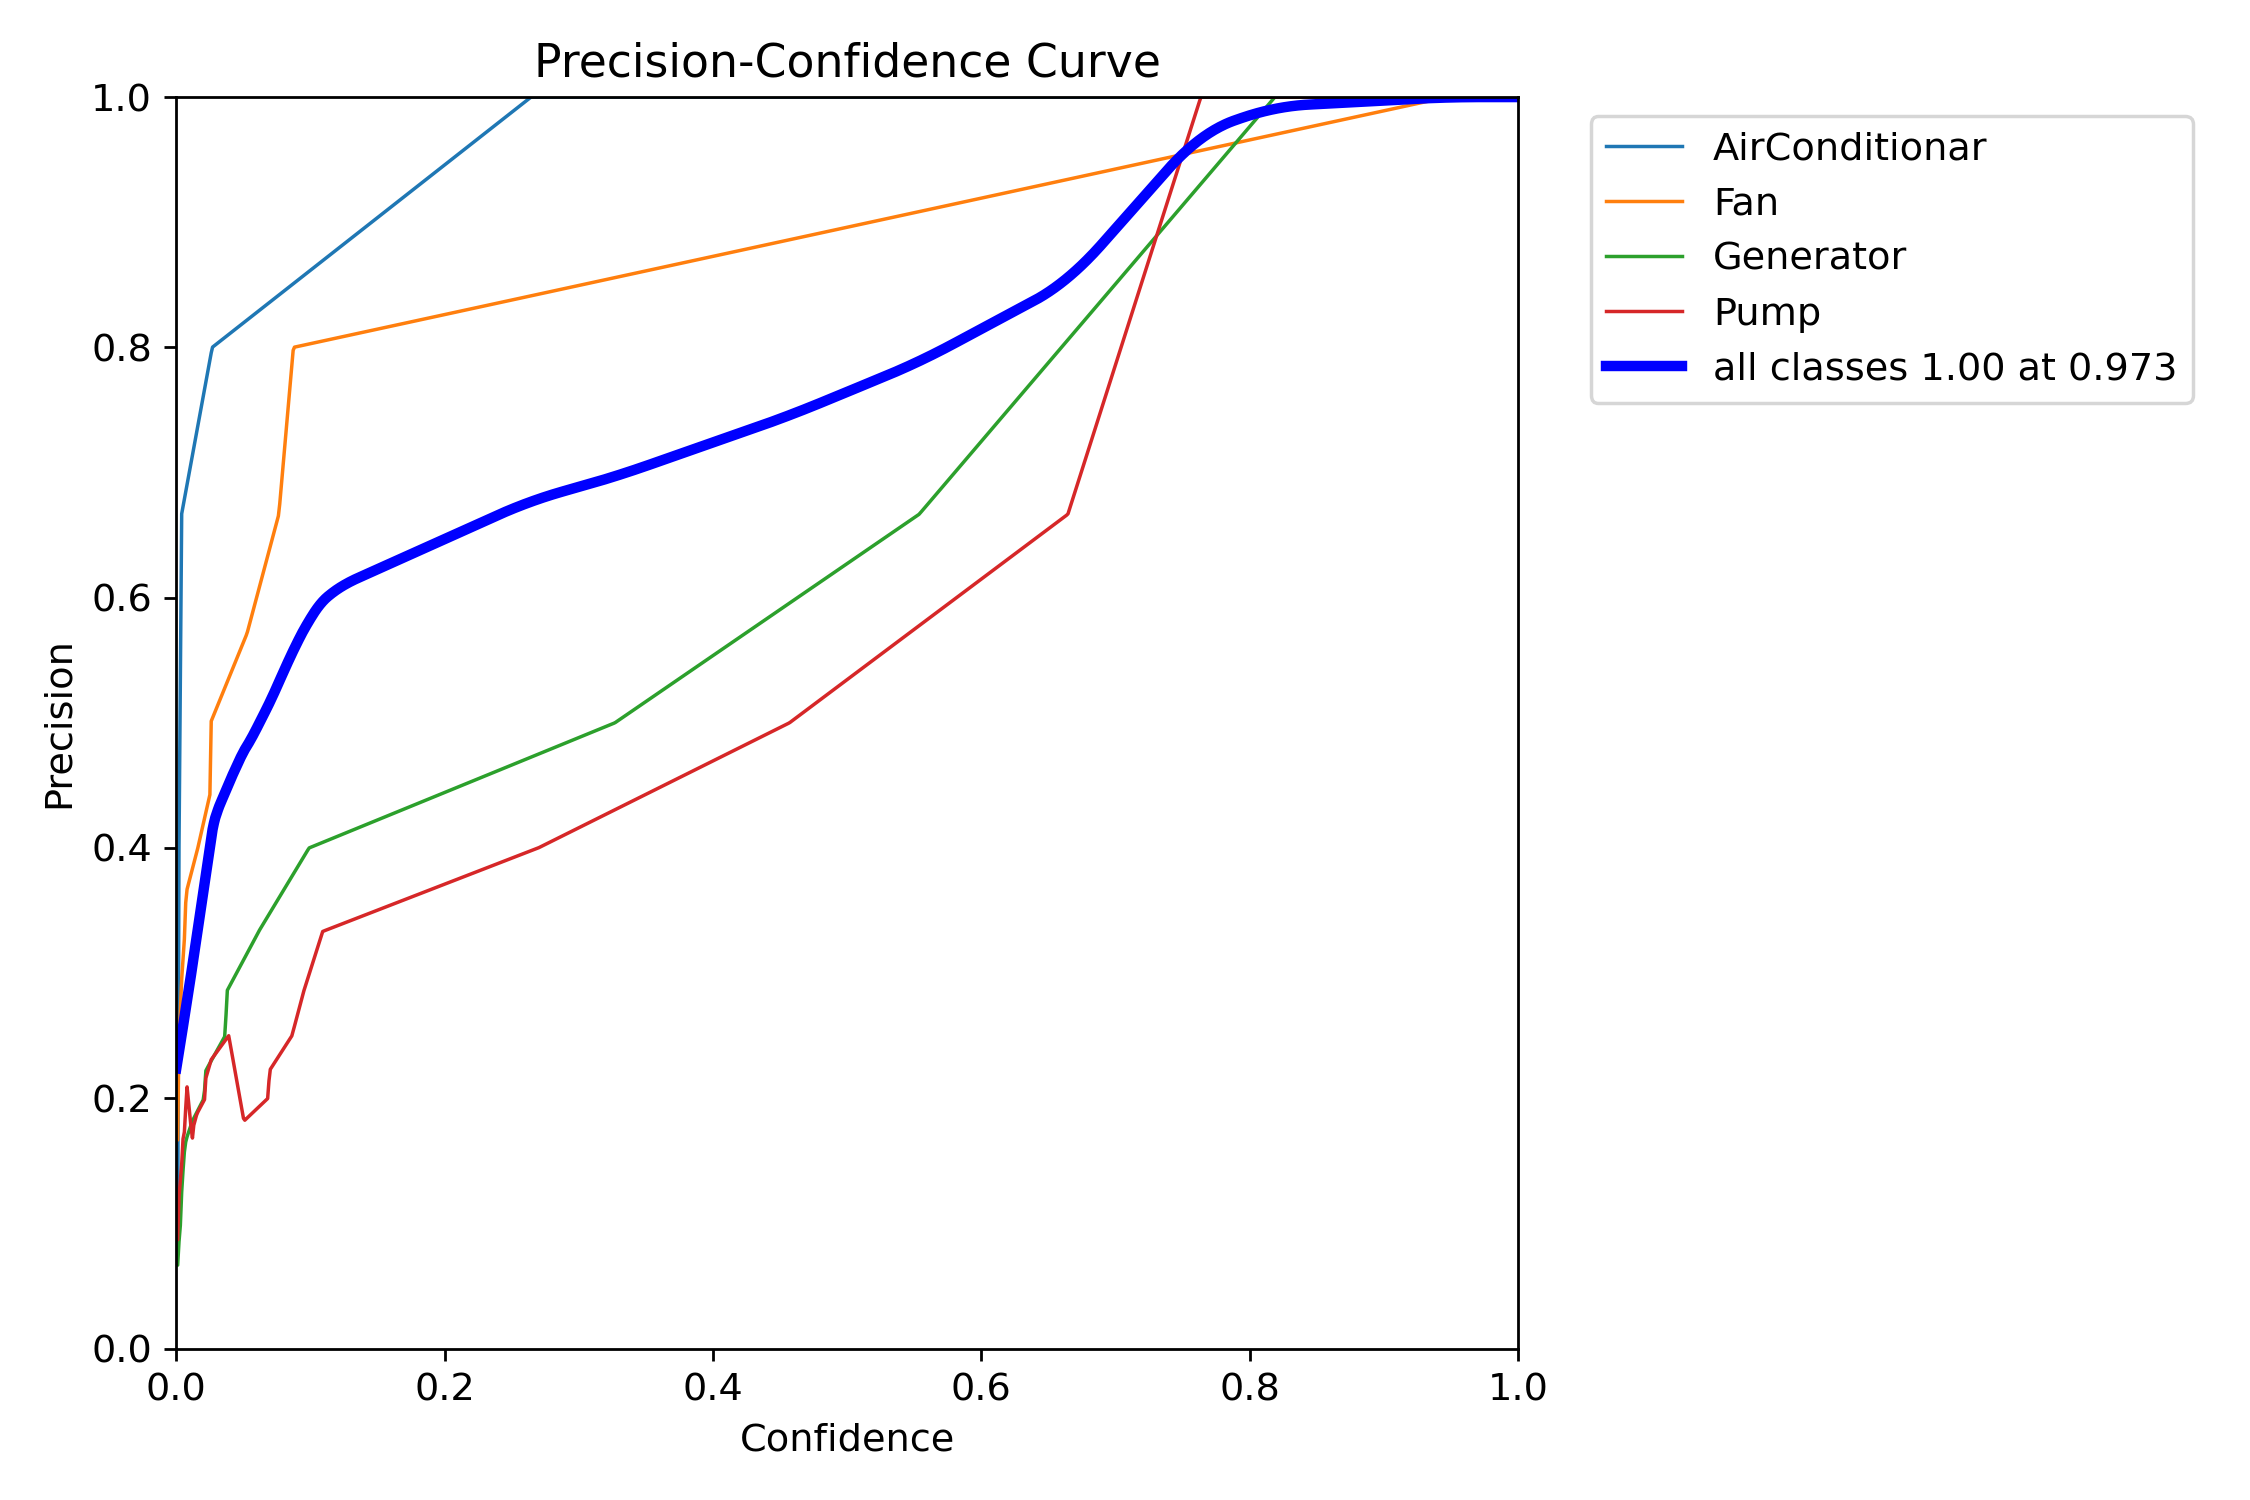 Precision-Confidence Curve
1.0
0.8
0.6
0.4
0.2
0.0
Precision
0.0 0.2 0.4 0.6 0.8 1.0
Confidence
AirConditionar
Fan
Generator
Pump
all classes 1.00 at 0.973